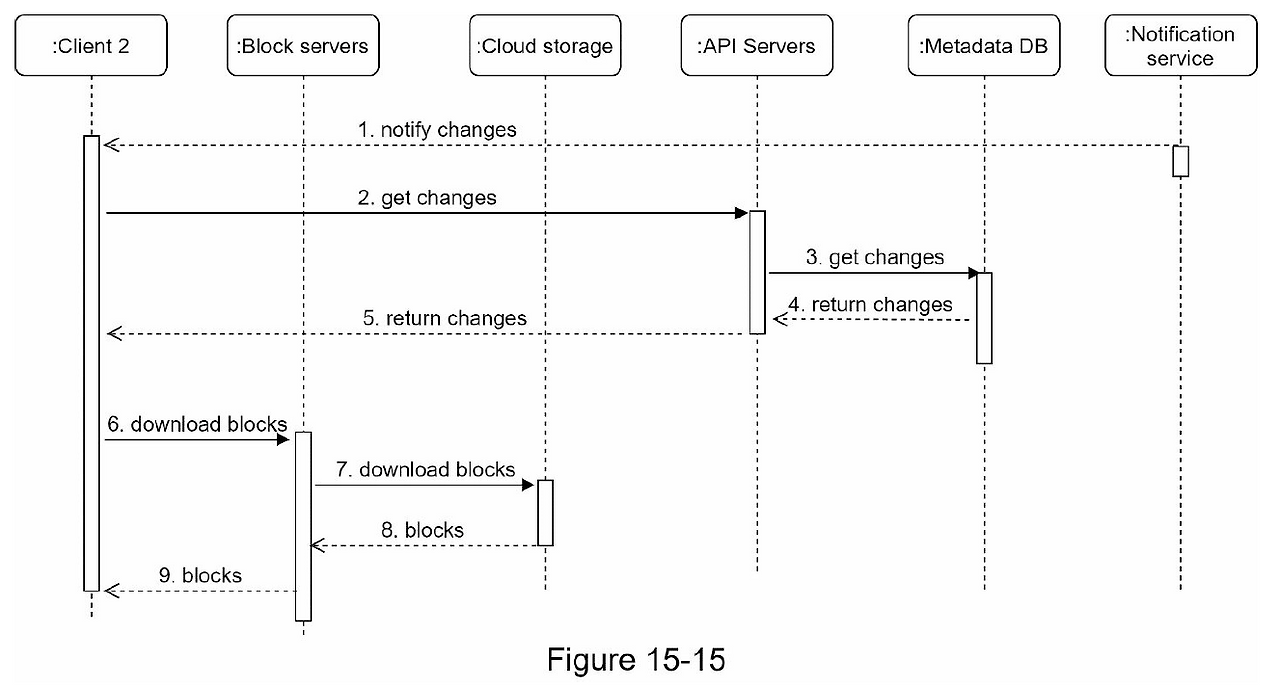 :Client 2
:Block servers
:Cloud storage
:API Servers
:Metadata DB
:Notification
service
1. notify changes
2. get changes
3. get changes
4. return changes
5. return changes
6. download blocks
7. download blocks
8. blocks
9. blocks
Figure 15-15